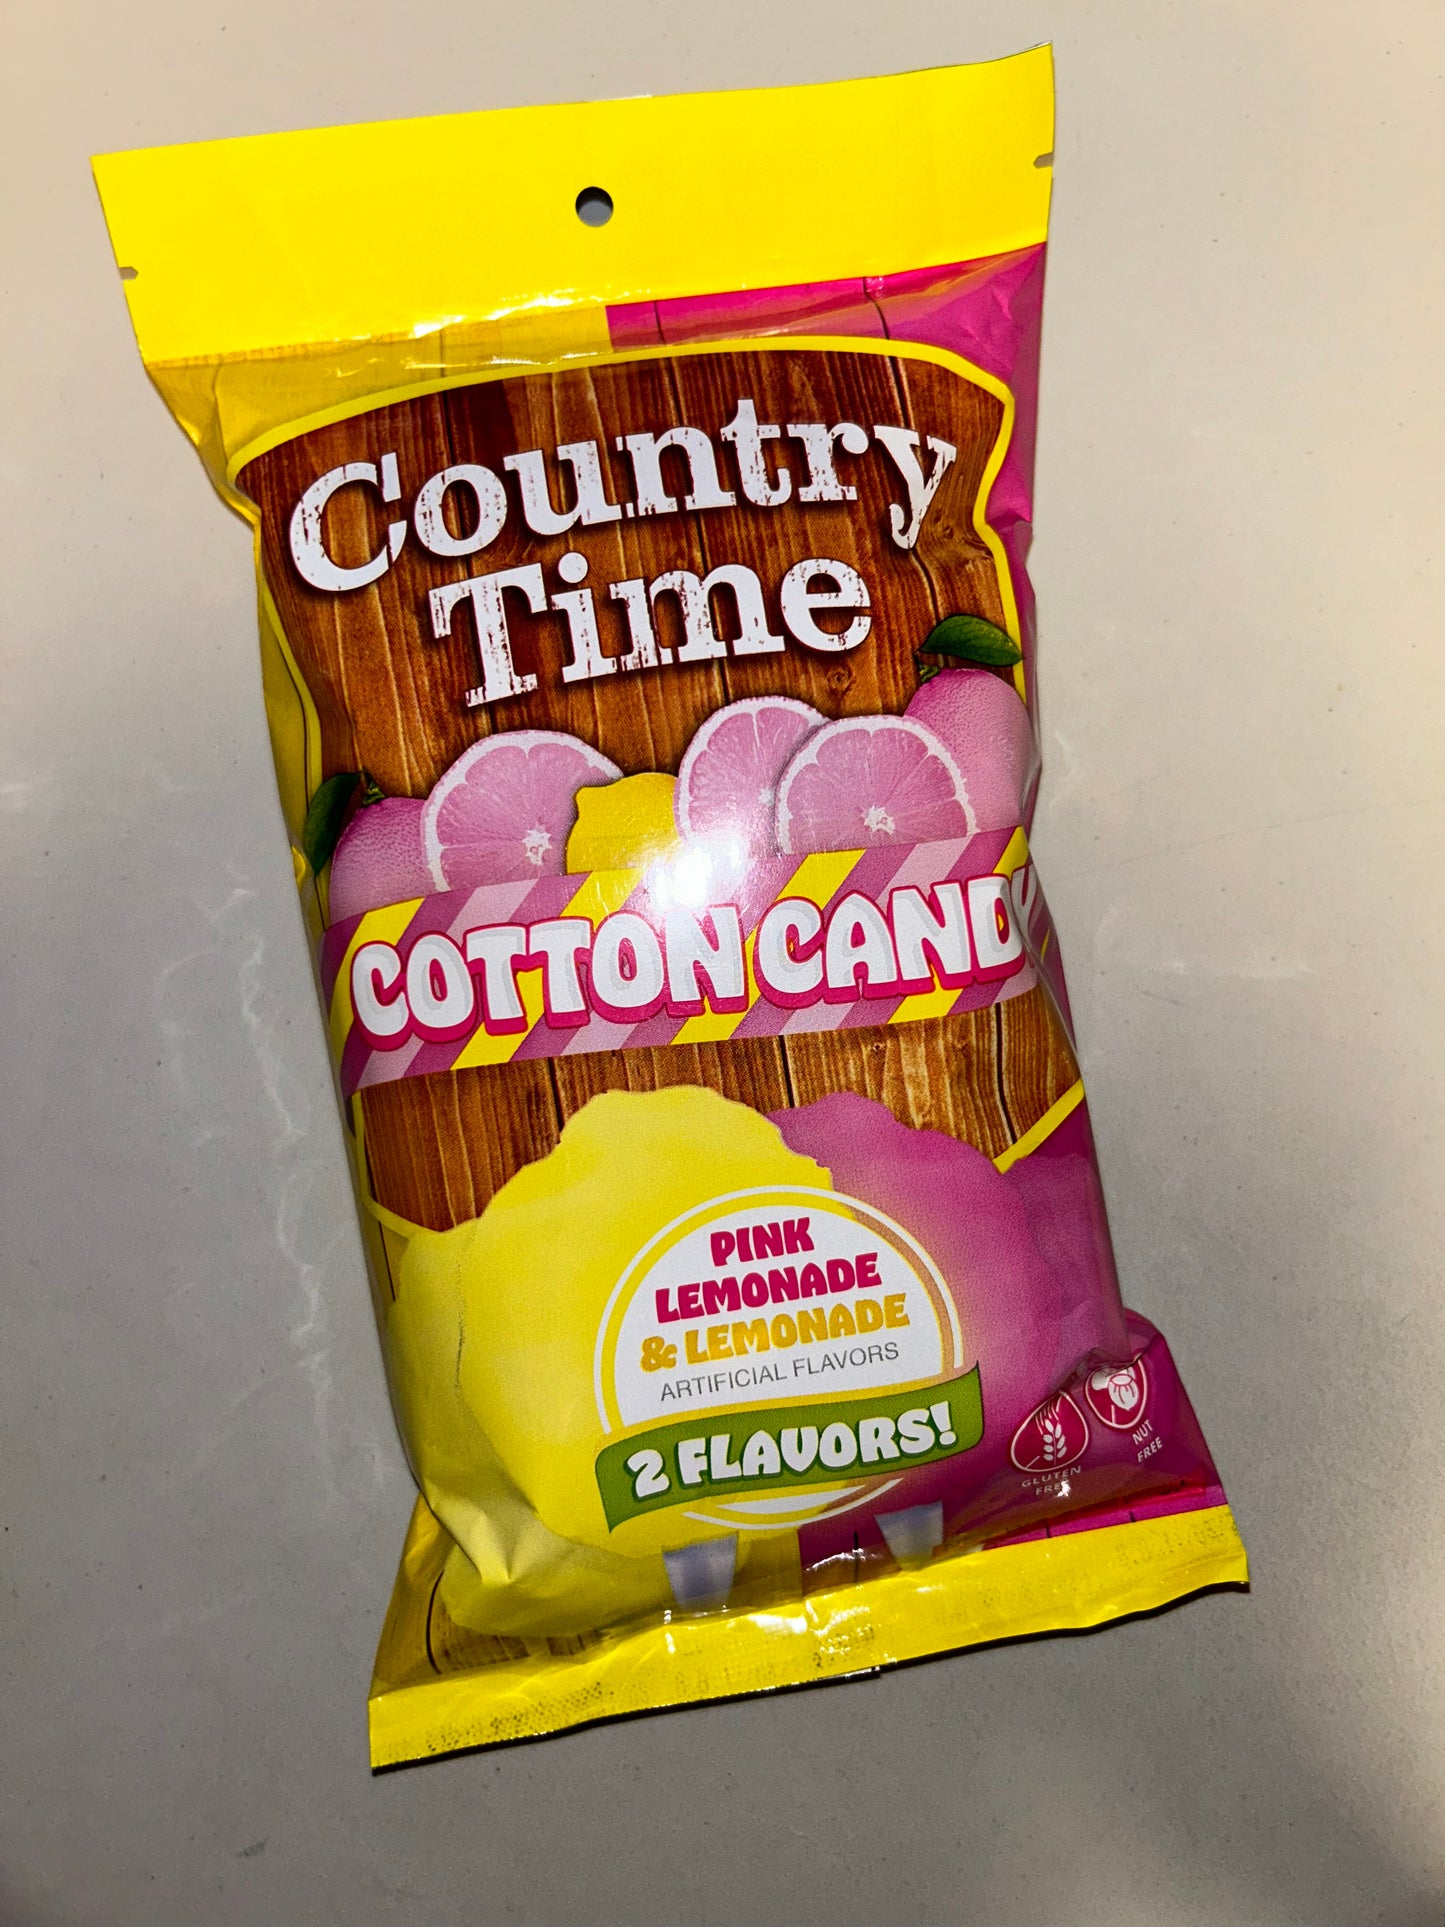 Country
Time
COTTON CANDY
PINK
LEMONADE
& LEMONADE
ARTIFICIAL FLAVORS
2 FLAVORS!
GLUTEN
FREE
NUT
FREE